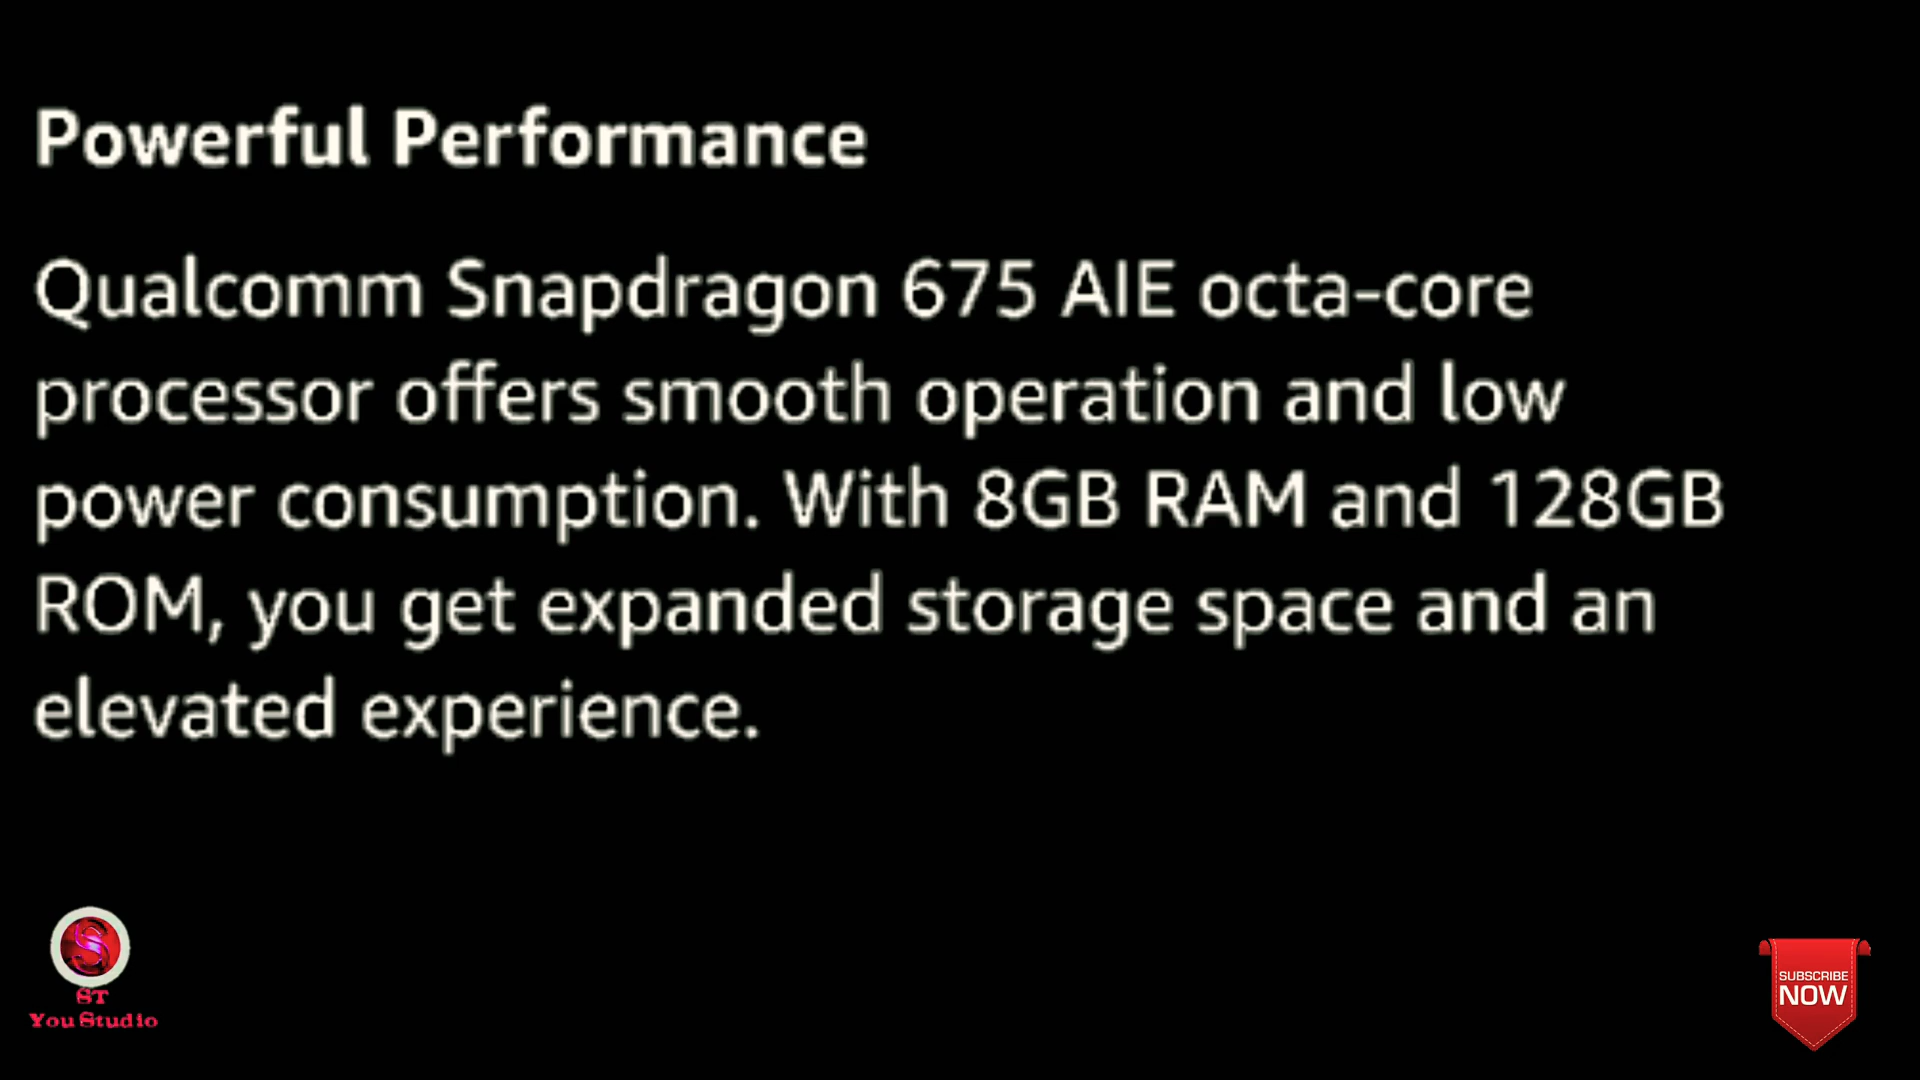 Powerful Performance
Qualcomm Snapdragon 675 AIE octa-core
processor offers smooth operation and low
power consumption. With 8GB RAM and 128GB
ROM, you get expanded storage space and an
elevated experience.
S
ST
You Studio
SUBSCRIBE
NOW